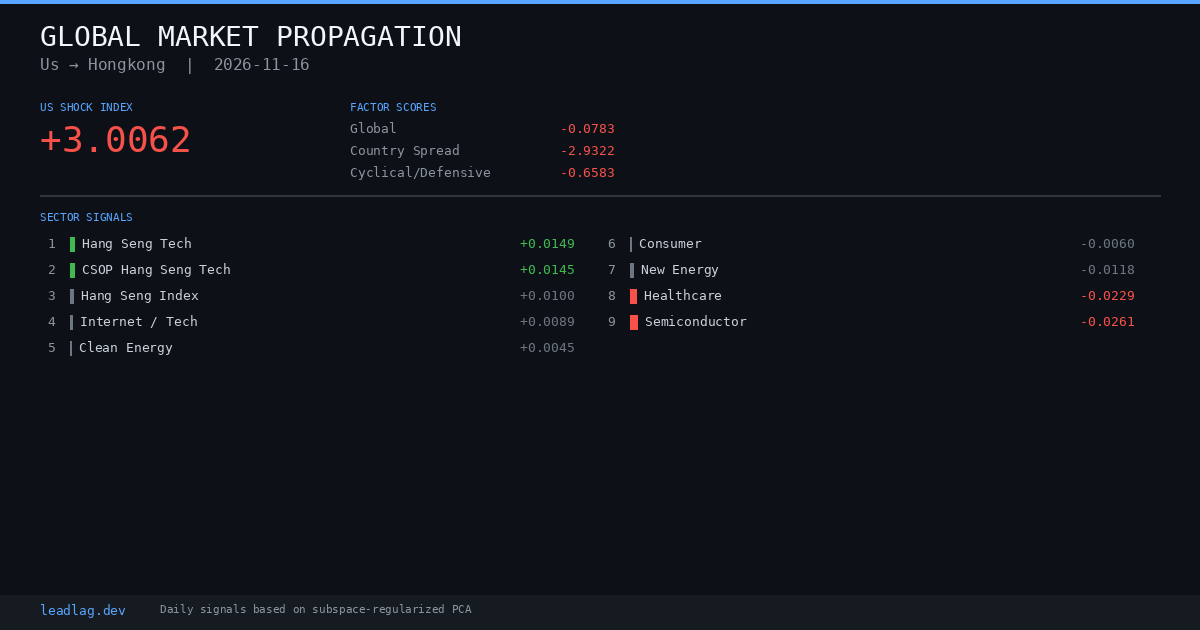 GLOBAL MARKET PROPAGATION
Us → Hongkong | 2026-11-16
US SHOCK INDEX
+3.0062
FACTOR SCORES
Global -0.0783
Country Spread -2.9322
Cyclical/Defensive -0.6583
SECTOR SIGNALS
1 Hang Seng Tech +0.0149
2 CSOP Hang Seng Tech +0.0145
3 Hang Seng Index +0.0100
4 Internet / Tech +0.0089
5 Clean Energy +0.0045
6 Consumer -0.0060
7 New Energy -0.0118
8 Healthcare -0.0229
9 Semiconductor -0.0261
leadlag.dev Daily signals based on subspace-regularized PCA